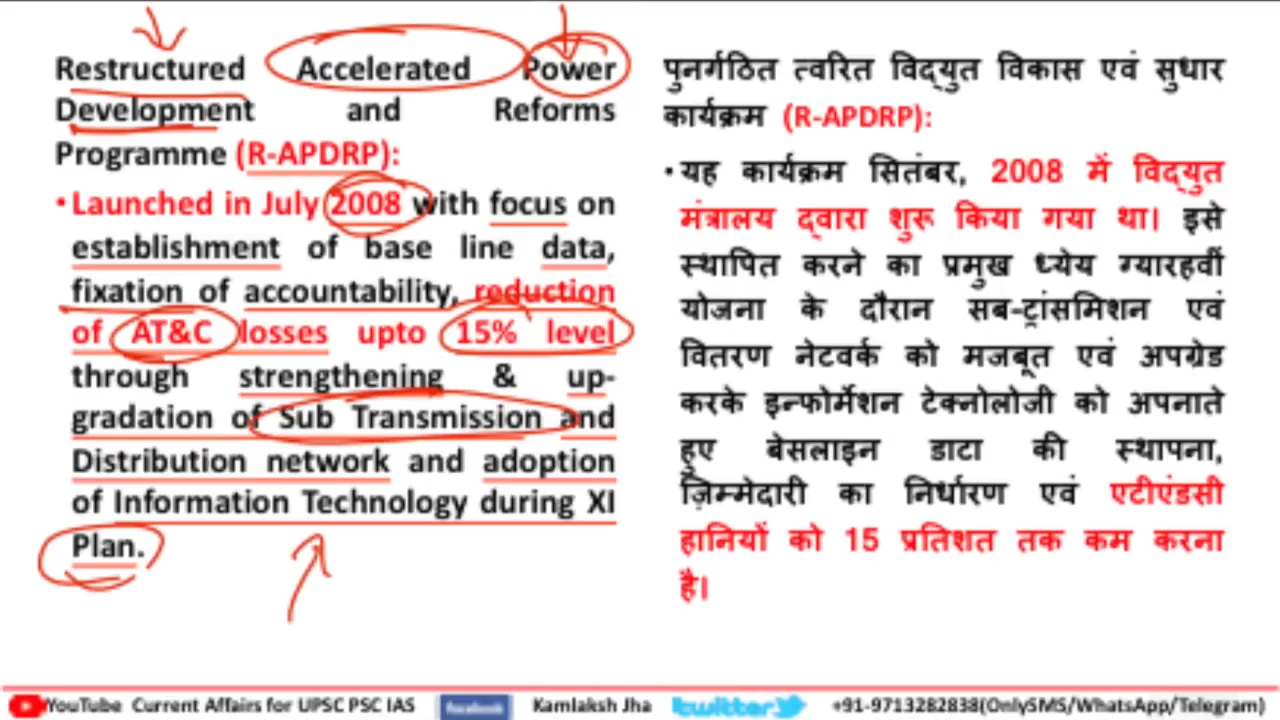 Restructured Accelerated Power
Development and Reforms
Programme (R-APDRP):
•Launched in July 2008 with focus on
establishment of base line data,
fixation of accountability, reduction
of AT&C losses upto 15% level
through strengthening & up-
gradation of Sub Transmission and
Distribution network and adoption
of Information Technology during XI
Plan.
पुनर्गठित त्वरित विद्युत विकास एवं सुधार
कार्यक्रम (R-APDRP):
•यह कार्यक्रम सितंबर, 2008 में विद्युत
मंत्रालय द्वारा शुरू किया गया था। इसे
स्थापित करने का प्रमुख ध्येय ग्यारहवीं
योजना के दौरान सब-ट्रांसमिशन एवं
वितरण नेटवर्क को मजबूत एवं अपग्रेड
करके इन्फोर्मेशन टेक्नोलोजी को अपनाते
हुए बेसलाइन डाटा की स्थापना,
ज़िम्मेदारी का निर्धारण एवं एटीएंडसी
हानियों को 15 प्रतिशत तक कम करना
है।
YouTube Current Affairs for UPSC PSC IAS facebook Kamlaksh Jha twitter +91-9713282838(OnlySMS/WhatsApp/Telegram)